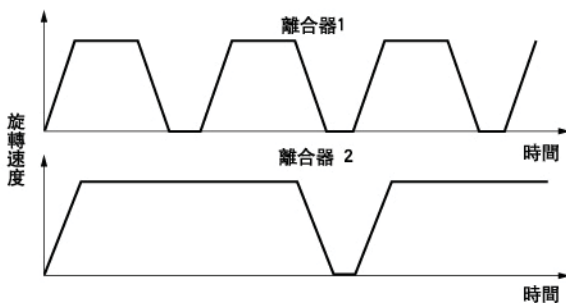 離合器1
時間
旋轉速度
離合器 2
時間